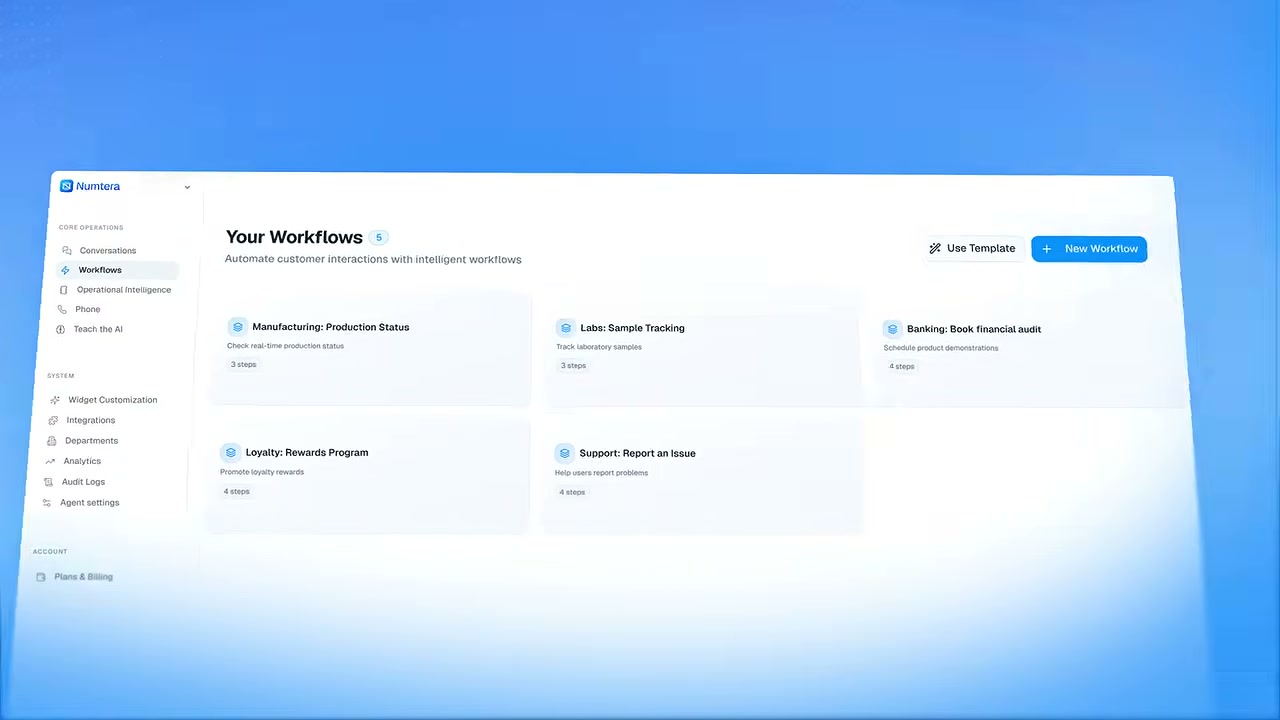 Numtera
CORE OPERATIONS
Conversations
Workflows
Operational Intelligence
Phone
Teach the AI
SYSTEM
Widget Customization
Integrations
Departments
Analytics
Audit Logs
Agent settings
ACCOUNT
Plans & Billing
Your Workflows 5
Automate customer interactions with intelligent workflows
Use Template
New Workflow
Manufacturing: Production Status
Check real-time production status
3 steps
Labs: Sample Tracking
Track laboratory samples
3 steps
Banking: Book financial audit
Schedule product demonstrations
4 steps
Loyalty: Rewards Program
Promote loyalty rewards
4 steps
Support: Report an Issue
Help users report problems
4 steps